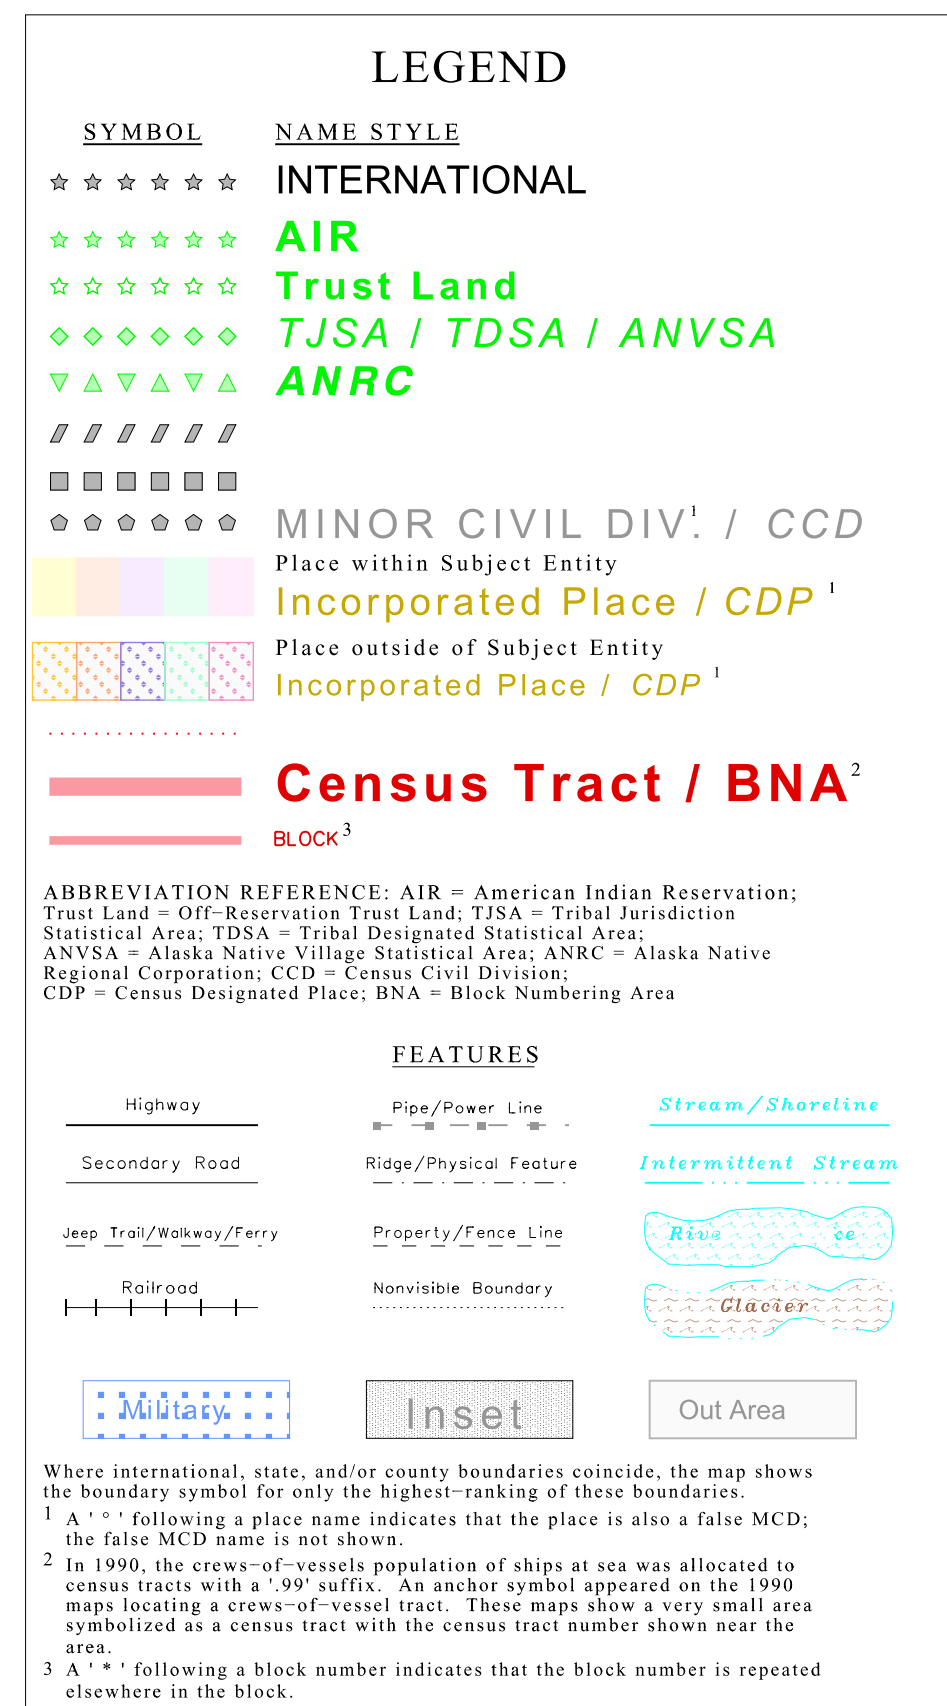 LEGEND
SYMBOL NAME STYLE
INTERNATIONAL
AIR
Trust Land
TJSA / TDSA / ANVSA
ANRC
MINOR CIVIL DIV.¹ / CCD
Place within Subject Entity
Incorporated Place / CDP ¹
Place outside of Subject Entity
Incorporated Place / CDP ¹
Census Tract / BNA²
BLOCK³
ABBREVIATION REFERENCE: AIR = American Indian Reservation;
Trust Land = Off−Reservation Trust Land; TJSA = Tribal Jurisdiction
Statistical Area; TDSA = Tribal Designated Statistical Area;
ANVSA = Alaska Native Village Statistical Area; ANRC = Alaska Native
Regional Corporation; CCD = Census Civil Division;
CDP = Census Designated Place; BNA = Block Numbering Area
FEATURES
Highway
Pipe/Power Line
Stream/Shoreline
Secondary Road
Ridge/Physical Feature
Intermittent Stream
Jeep Trail/Walkway/Ferry
Property/Fence Line
Rive ce
Railroad
Nonvisible Boundary
Glacier
Military
Inset
Out Area
Where international, state, and/or county boundaries coincide, the map shows
the boundary symbol for only the highest−ranking of these boundaries.
1 A ' ° ' following a place name indicates that the place is also a false MCD;
the false MCD name is not shown.
2 In 1990, the crews−of−vessels population of ships at sea was allocated to
census tracts with a '.99' suffix. An anchor symbol appeared on the 1990
maps locating a crews−of−vessel tract. These maps show a very small area
symbolized as a census tract with the census tract number shown near the
area.
3 A ' * ' following a block number indicates that the block number is repeated
elsewhere in the block.